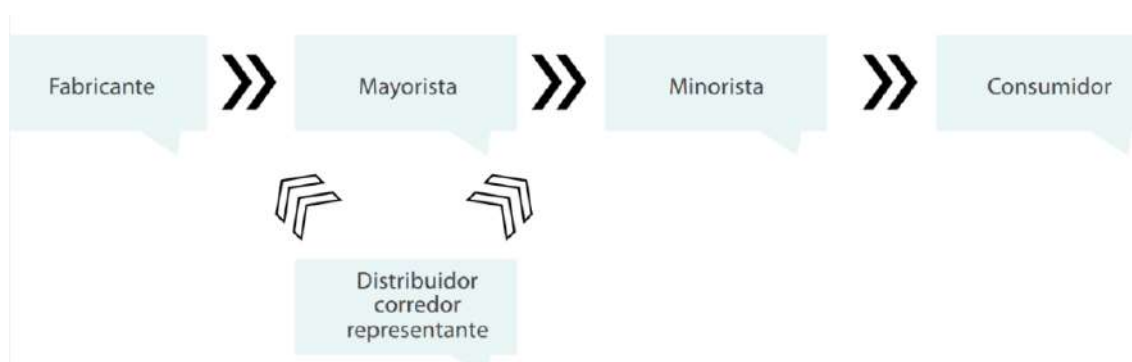 Fabricante
Mayorista
Minorista
Consumidor
Distribuidor
corredor
representante